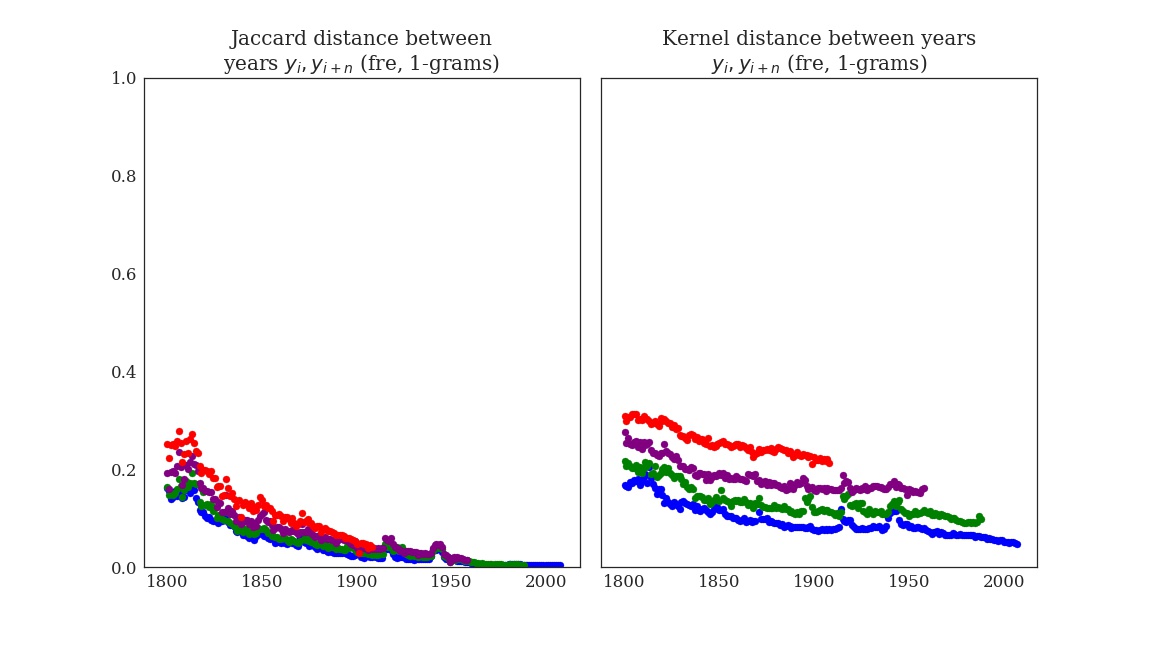 Jaccard distance between
years y_i, y_{i+n} (fre, 1-grams)
1.0
0.8
0.6
0.4
0.2
0.0
1800 1850 1900 1950 2000
Kernel distance between years
y_i, y_{i+n} (fre, 1-grams)
1800 1850 1900 1950 2000